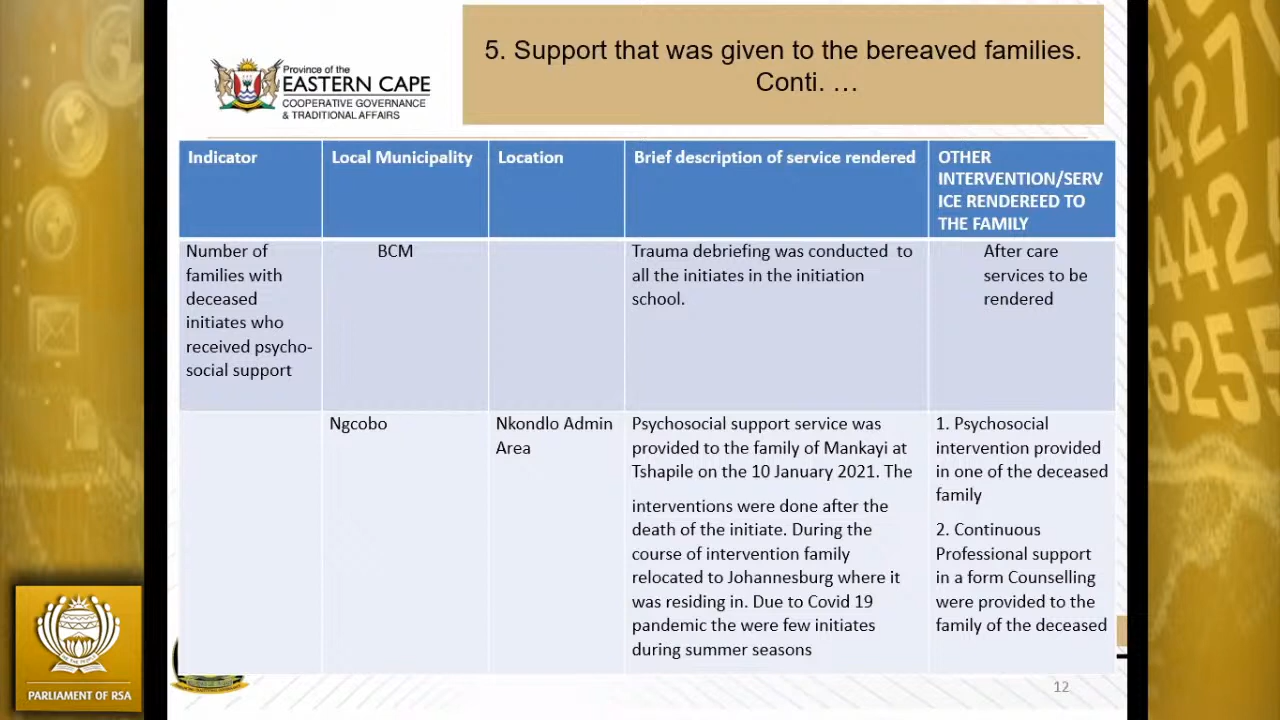 5. Support that was given to the bereaved families.
Conti. …
Province of the
EASTERN CAPE
COOPERATIVE GOVERNANCE
& TRADITIONAL AFFAIRS
Indicator
Local Municipality
Location
Brief description of service rendered
OTHER
INTERVENTION/SERV
ICE RENDEREED TO
THE FAMILY
Number of
families with
deceased
initiates who
received psycho-
social support
BCM
Trauma debriefing was conducted to
all the initiates in the initiation
school.
After care
services to be
rendered
Ngcobo
Nkondlo Admin
Area
Psychosocial support service was
provided to the family of Mankayi at
Tshapile on the 10 January 2021. The
interventions were done after the
death of the initiate. During the
course of intervention family
relocated to Johannesburg where it
was residing in. Due to Covid 19
pandemic the were few initiates
during summer seasons
1. Psychosocial
intervention provided
in one of the deceased
family
2. Continuous
Professional support
in a form Counselling
were provided to the
family of the deceased
PARLIAMENT OF RSA
12